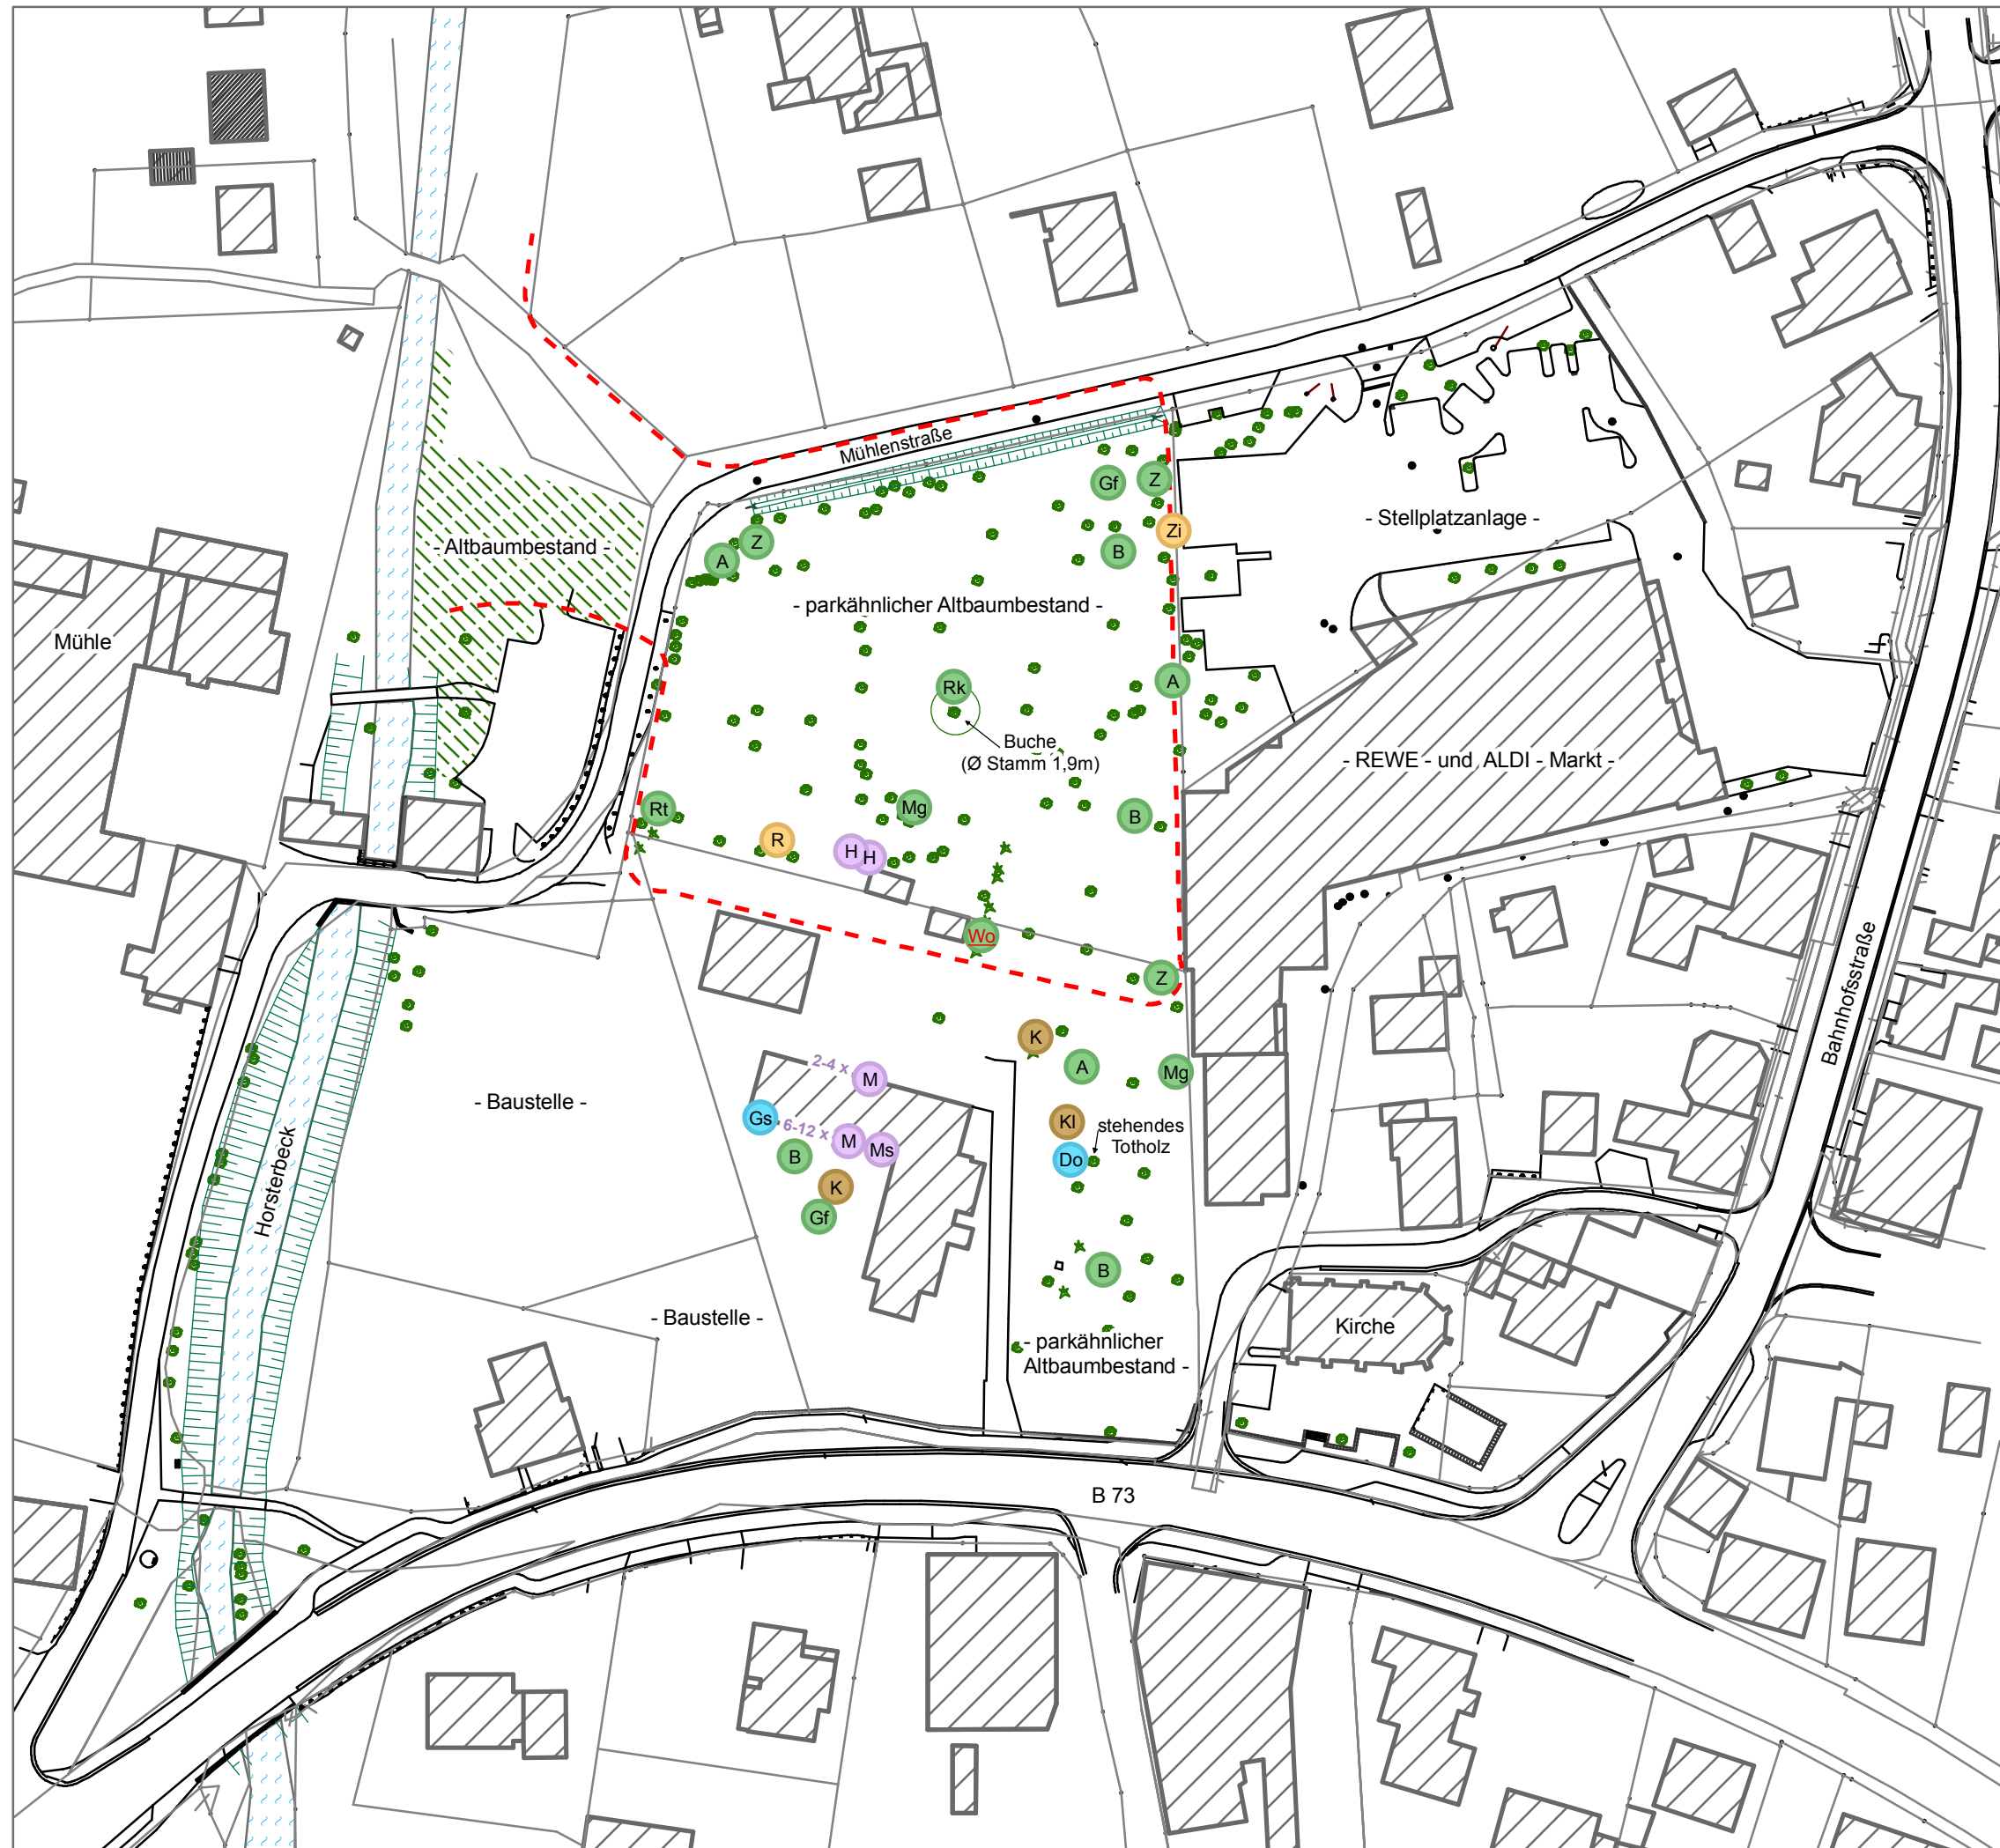 Mühlenstraße
Gf
Z
Zi
- Stellplatzanlage -
Z
A
B
- Altbaumbestand -
- parkähnlicher Altbaumbestand -
Mühle
Rk
A
Buche
(Ø Stamm 1,9m)
- REWE - und ALDI - Markt -
Rt
Mg
B
R
H
H
Wo
Z
Bahnhofsstraße
K
A
Mg
2-4 x
M
- Baustelle -
Gs
6-12 x
M
Ms
Kl
stehendes
Totholz
B
Do
K
Gf
Horsterbeck
B
- Baustelle -
- parkähnlicher
Altbaumbestand -
Kirche
B 73